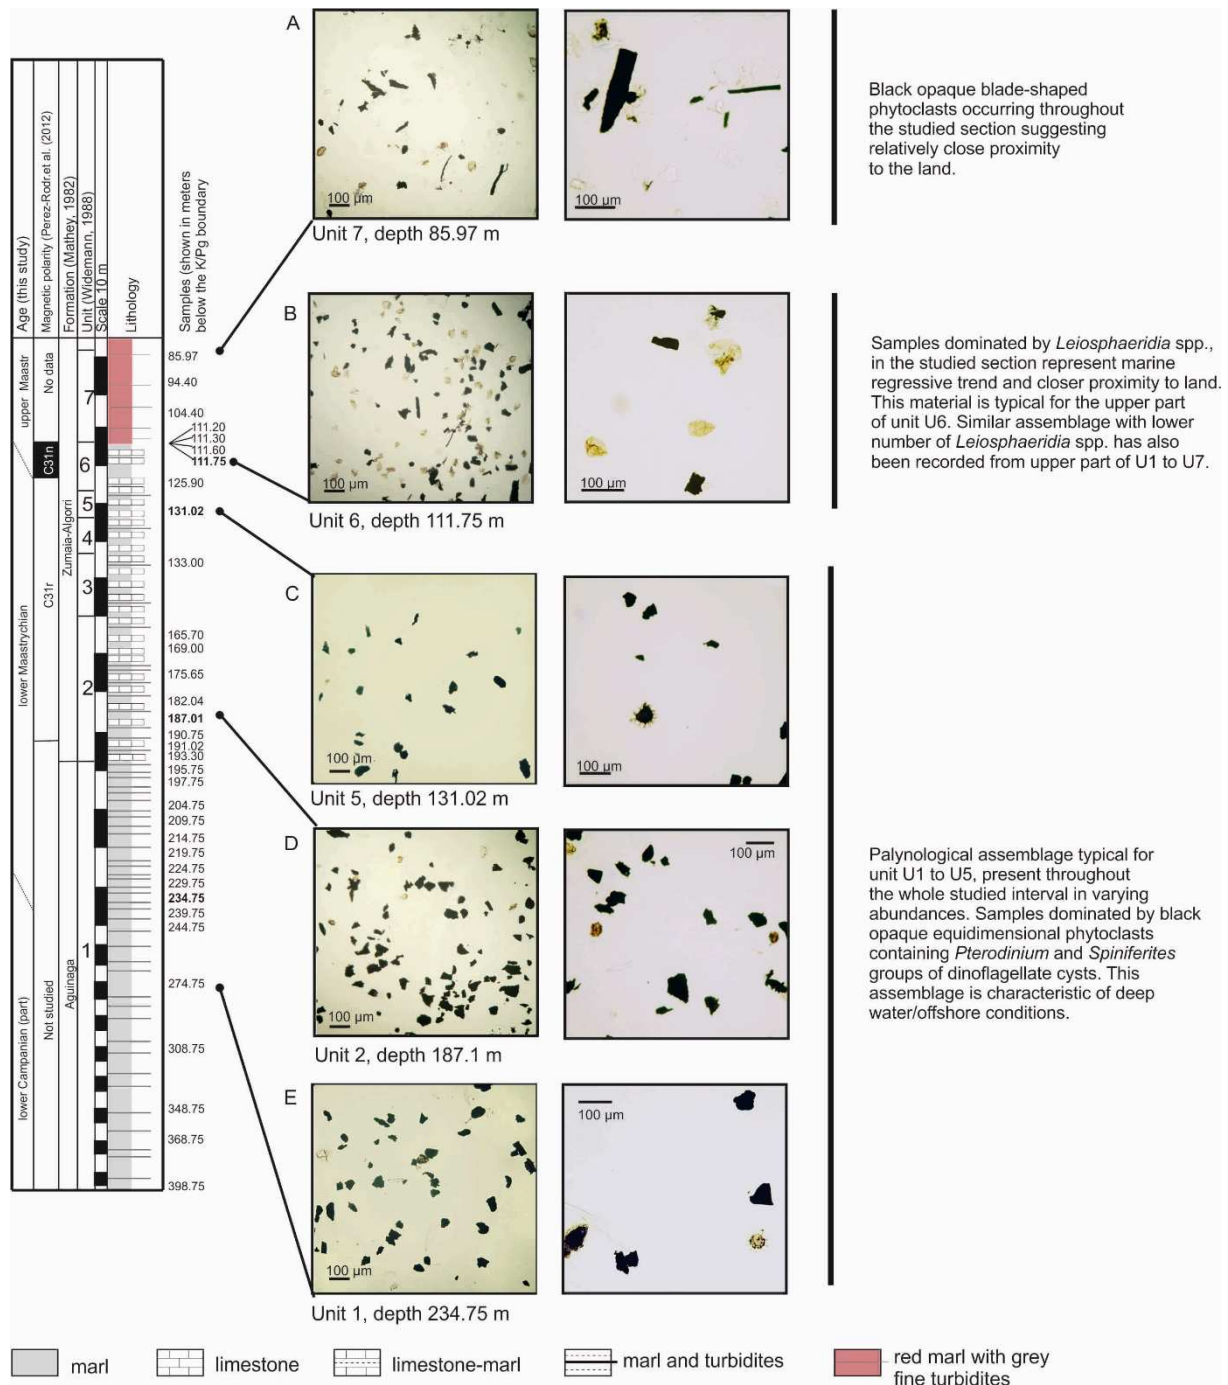 Age (this study)
Magnetic polarity (Perez-Rodr.et al. (2012)
Formation (Mathey, 1982)
Unit (Widemann, 1988)
Scale 10 m
Lithology
Samples (shown in meters
below the K/Pg boundary
upper Maastr
lower Maastrychian
lower Campanian (part)
No data
C31n
C31r
Not studied
Zumaia-Algorri
Aguinaga
7
6
5
4
3
2
1
85.97
94.40
104.40
111.20
111.30
111.60
111.75
125.90
131.02
133.00
165.70
169.00
175.65
182.04
187.01
190.75
191.02
193.30
195.75
197.75
204.75
209.75
214.75
219.75
224.75
229.75
234.75
239.75
244.75
274.75
308.75
348.75
368.75
398.75
A
100 µm
100 µm
Unit 7, depth 85.97 m
Black opaque blade-shaped
phytoclasts occurring throughout
the studied section suggesting
relatively close proximity
to the land.
B
100 µm
100 µm
Unit 6, depth 111.75 m
Samples dominated by Leiosphaeridia spp.,
in the studied section represent marine
regressive trend and closer proximity to land.
This material is typical for the upper part
of unit U6. Similar assemblage with lower
number of Leiosphaeridia spp. has also
been recorded from upper part of U1 to U7.
C
100 µm
100 µm
Unit 5, depth 131.02 m
D
100 µm
100 µm
Unit 2, depth 187.1 m
Palynological assemblage typical for
unit U1 to U5, present throughout
the whole studied interval in varying
abundances. Samples dominated by black
opaque equidimensional phytoclasts
containing Pterodinium and Spiniferites
groups of dinoflagellate cysts. This
assemblage is characteristic of deep
water/offshore conditions.
E
100 µm
100 µm
Unit 1, depth 234.75 m
marl
limestone
limestone-marl
marl and turbidites
red marl with grey
fine turbidites